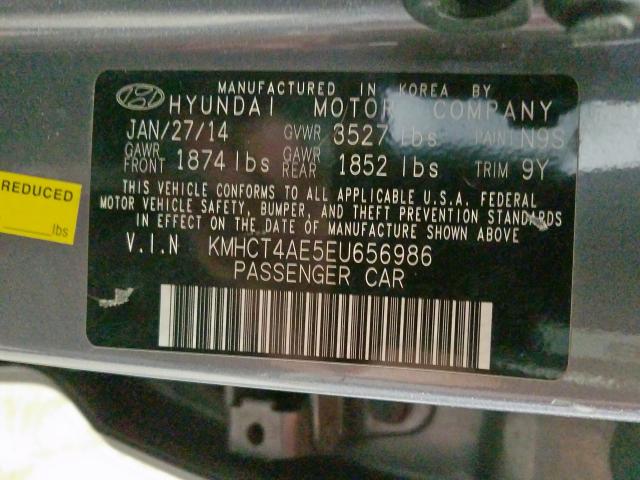 MANUFACTURED IN KOREA BY
HYUNDAI MOTOR COMPANY
JAN/27/14 GVWR 3527 lbs PAINT N9S
GAWR FRONT 1874 lbs GAWR REAR 1852 lbs TRIM 9Y
THIS VEHICLE CONFORMS TO ALL APPLICABLE U.S.A. FEDERAL
MOTOR VEHICLE SAFETY, BUMPER, AND THEFT PREVENTION STANDARDS
IN EFFECT ON THE DATE OF MANUFACTURE SHOWN ABOVE
V.I.N KMHCT4AE5EU656986
PASSENGER CAR
REDUCED
lbs